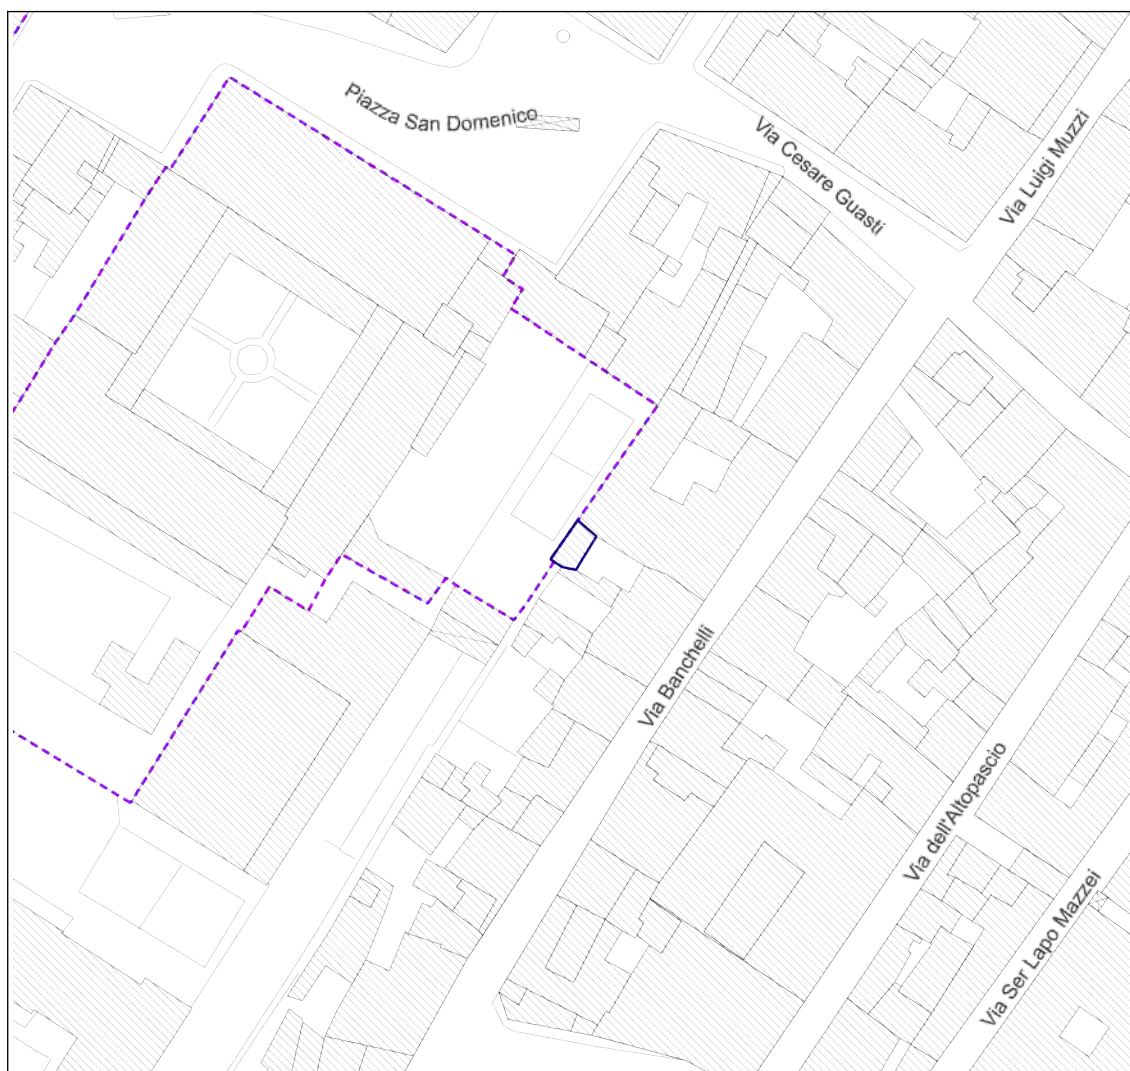 Piazza San Domenico
Via Cesare Guasti
Via Luigi Muzzi
Via Banchelli
Via dell'Altopascio
Via Ser Lapo Mazzei